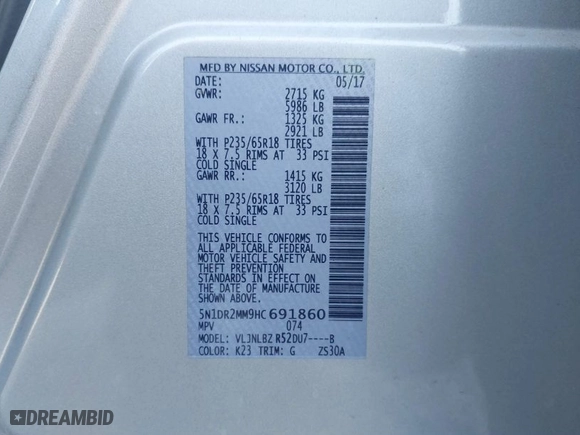 MFD BY NISSAN MOTOR CO., LTD.
DATE: 05/17
GVWR: 2715 KG
5986 LB
GAWR FR.: 1325 KG
2921 LB
WITH P235/65R18 TIRES
18 X 7.5 RIMS AT 33 PSI
COLD SINGLE
GAWR RR.: 1415 KG
3120 LB
WITH P235/65R18 TIRES
18 X 7.5 RIMS AT 33 PSI
COLD SINGLE
THIS VEHICLE CONFORMS TO
ALL APPLICABLE FEDERAL
MOTOR VEHICLE SAFETY AND
THEFT PREVENTION
STANDARDS IN EFFECT ON
THE DATE OF MANUFACTURE
SHOWN ABOVE.
5N1DR2MM9HC691860
MPV 074
MODEL: VLJNLBZ R52DU7----B
COLOR: K23 TRIM: G ZS30A
DREAMBID